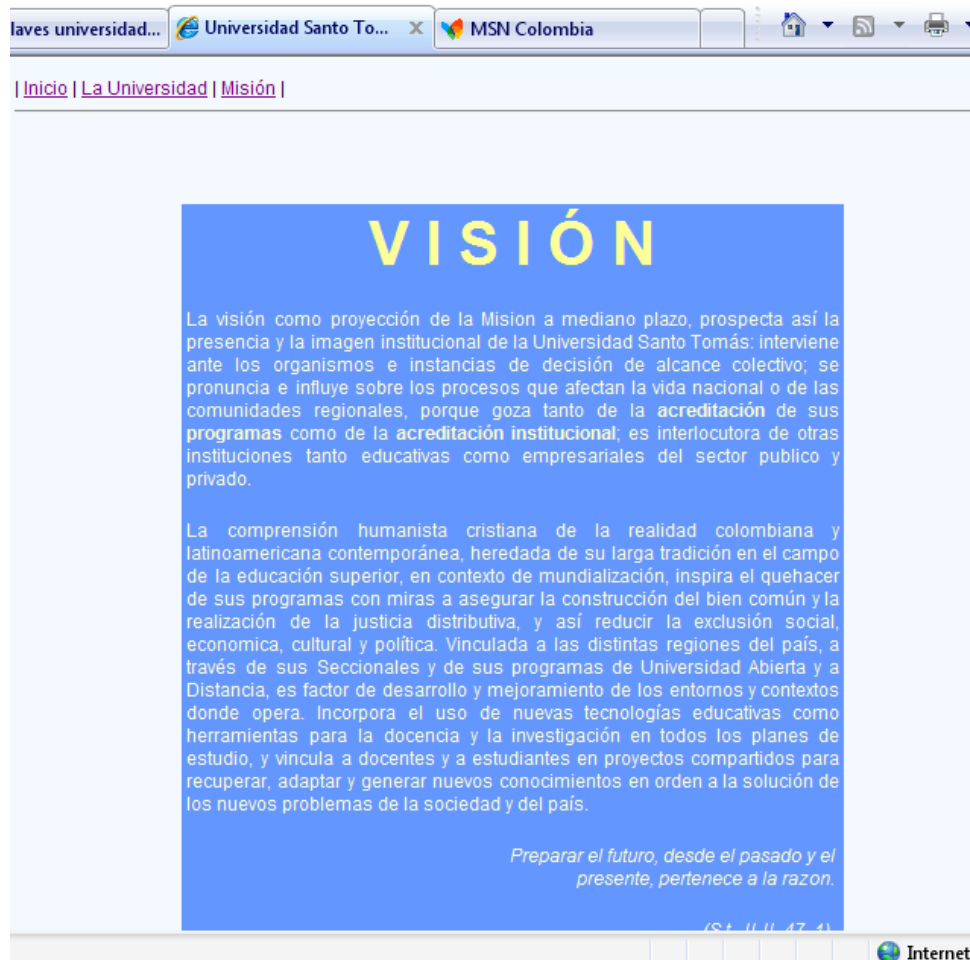 laves universidad...
Universidad Santo To...
MSN Colombia
| Inicio | La Universidad | Misión |
V I S I Ó N
La visión como proyección de la Mision a mediano plazo, prospecta así la
presencia y la imagen institucional de la Universidad Santo Tomás: interviene
ante los organismos e instancias de decisión de alcance colectivo; se
pronuncia e influye sobre los procesos que afectan la vida nacional o de las
comunidades regionales, porque goza tanto de la acreditación de sus
programas como de la acreditación institucional; es interlocutora de otras
instituciones tanto educativas como empresariales del sector publico y
privado.
La comprensión humanista cristiana de la realidad colombiana y
latinoamericana contemporánea, heredada de su larga tradición en el campo
de la educación superior, en contexto de mundialización, inspira el quehacer
de sus programas con miras a asegurar la construcción del bien común y la
realización de la justicia distributiva, y así reducir la exclusión social,
economica, cultural y política. Vinculada a las distintas regiones del país, a
través de sus Seccionales y de sus programas de Universidad Abierta y a
Distancia, es factor de desarrollo y mejoramiento de los entornos y contextos
donde opera. Incorpora el uso de nuevas tecnologías educativas como
herramientas para la docencia y la investigación en todos los planes de
estudio, y vincula a docentes y a estudiantes en proyectos compartidos para
recuperar, adaptar y generar nuevos conocimientos en orden a la solución de
los nuevos problemas de la sociedad y del país.
Preparar el futuro, desde el pasado y el
presente, pertenece a la razon.
Internet